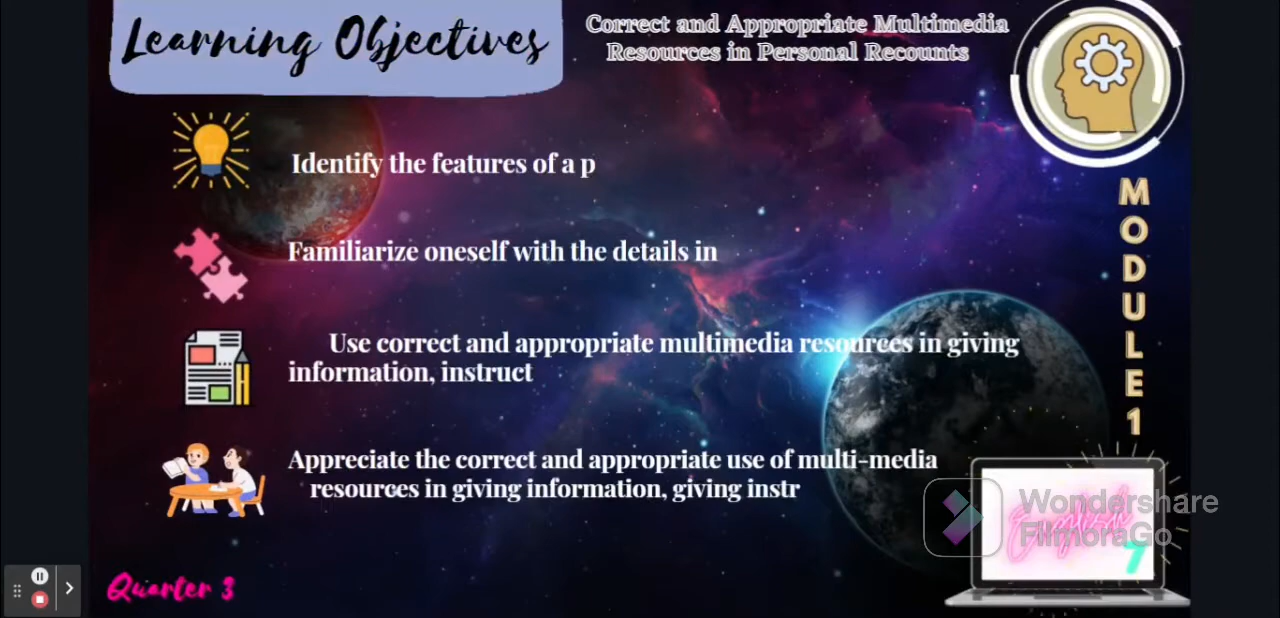 Learning Objectives
Correct and Appropriate Multimedia
Resources in Personal Recounts
Identify the features of a p
Familiarize oneself with the details in
Use correct and appropriate multimedia resources in giving
information, instruct
Appreciate the correct and appropriate use of multi-media
resources in giving information, giving instr
MODULE 1
Wondershare
FilmoraGo
English
7
Quarter 3